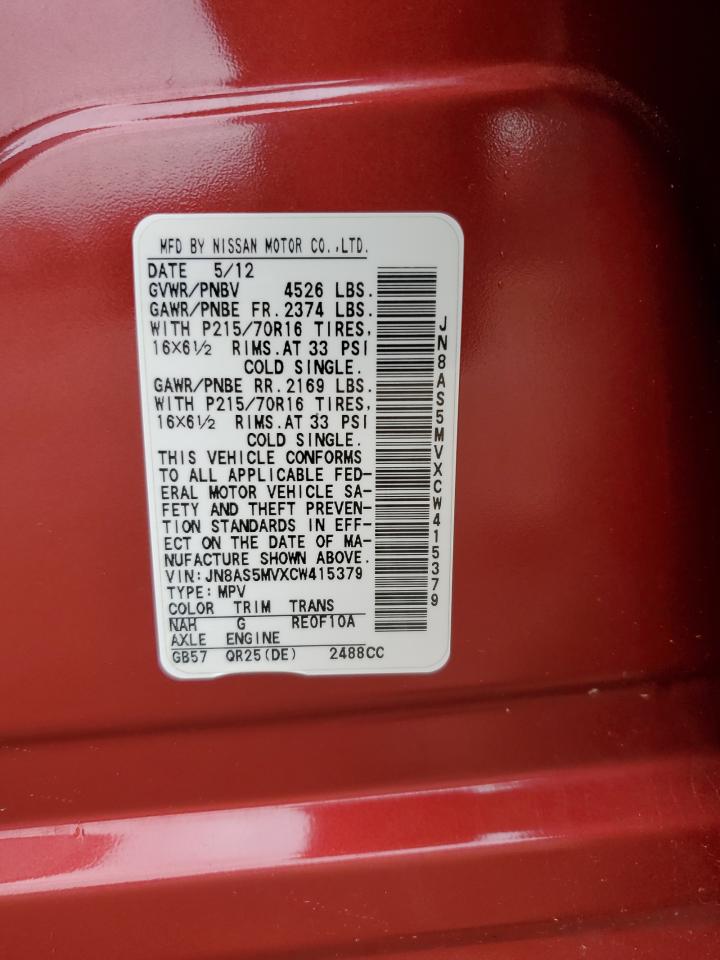 MFD BY NISSAN MOTOR CO.,LTD.
DATE 5/12
GVWR/PNBV 4526 LBS.
GAWR/PNBE FR. 2374 LBS.
WITH P215/70R16 TIRES,
16X6½ RIMS.AT 33 PSI
COLD SINGLE.
GAWR/PNBE RR. 2169 LBS.
WITH P215/70R16 TIRES,
16X6½ RIMS.AT 33 PSI
COLD SINGLE.
THIS VEHICLE CONFORMS
TO ALL APPLICABLE FED-
ERAL MOTOR VEHICLE SA-
FETY AND THEFT PREVEN-
TION STANDARDS IN EFF-
ECT ON THE DATE OF MA-
NUFACTURE SHOWN ABOVE.
VIN: JN8AS5MVXCW415379
TYPE: MPV
COLOR TRIM TRANS
NAH G RE0F10A
AXLE ENGINE
GB57 QR25(DE) 2488CC
JN8AS5MVXCW415379